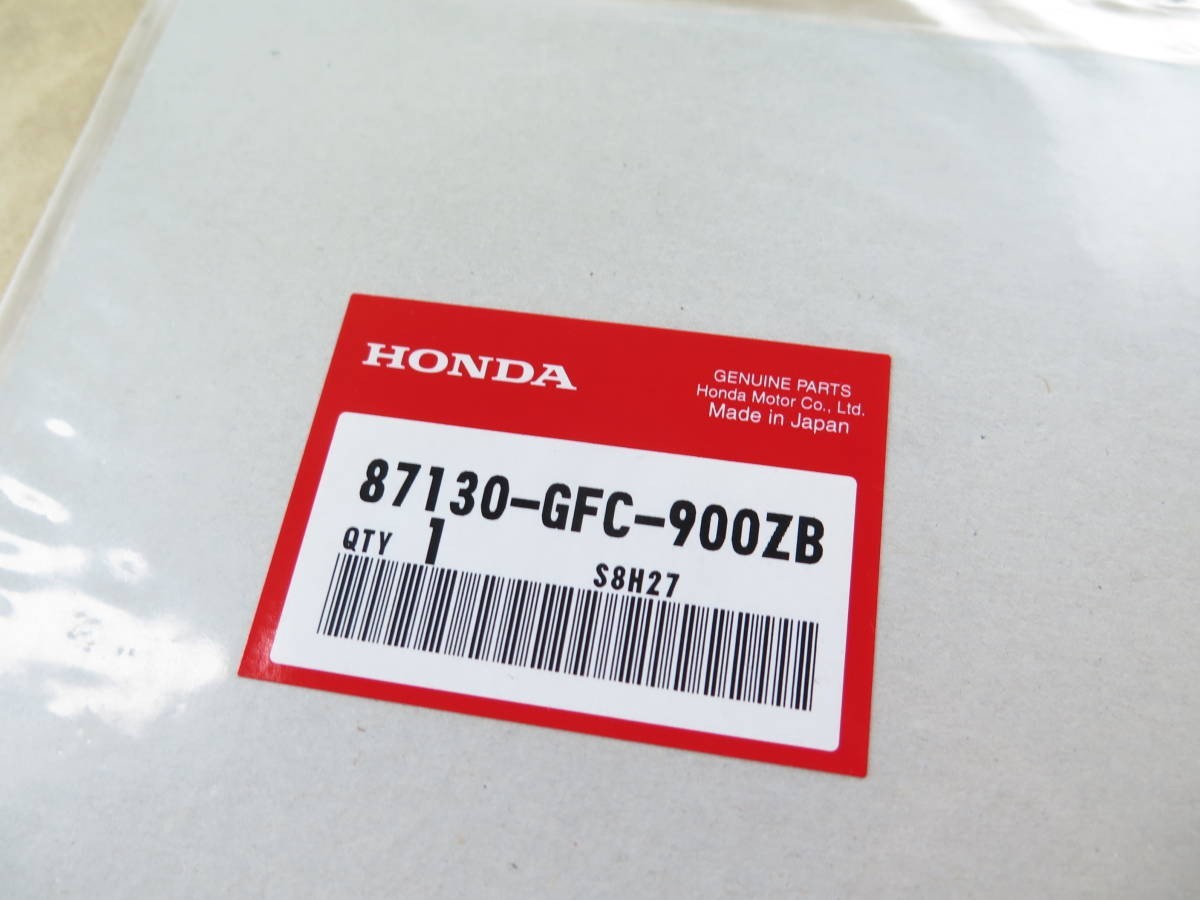 HONDA
GENUINE PARTS
Honda Motor Co., Ltd.
Made in Japan
87130-GFC-900ZB
QTY 1
S8H27